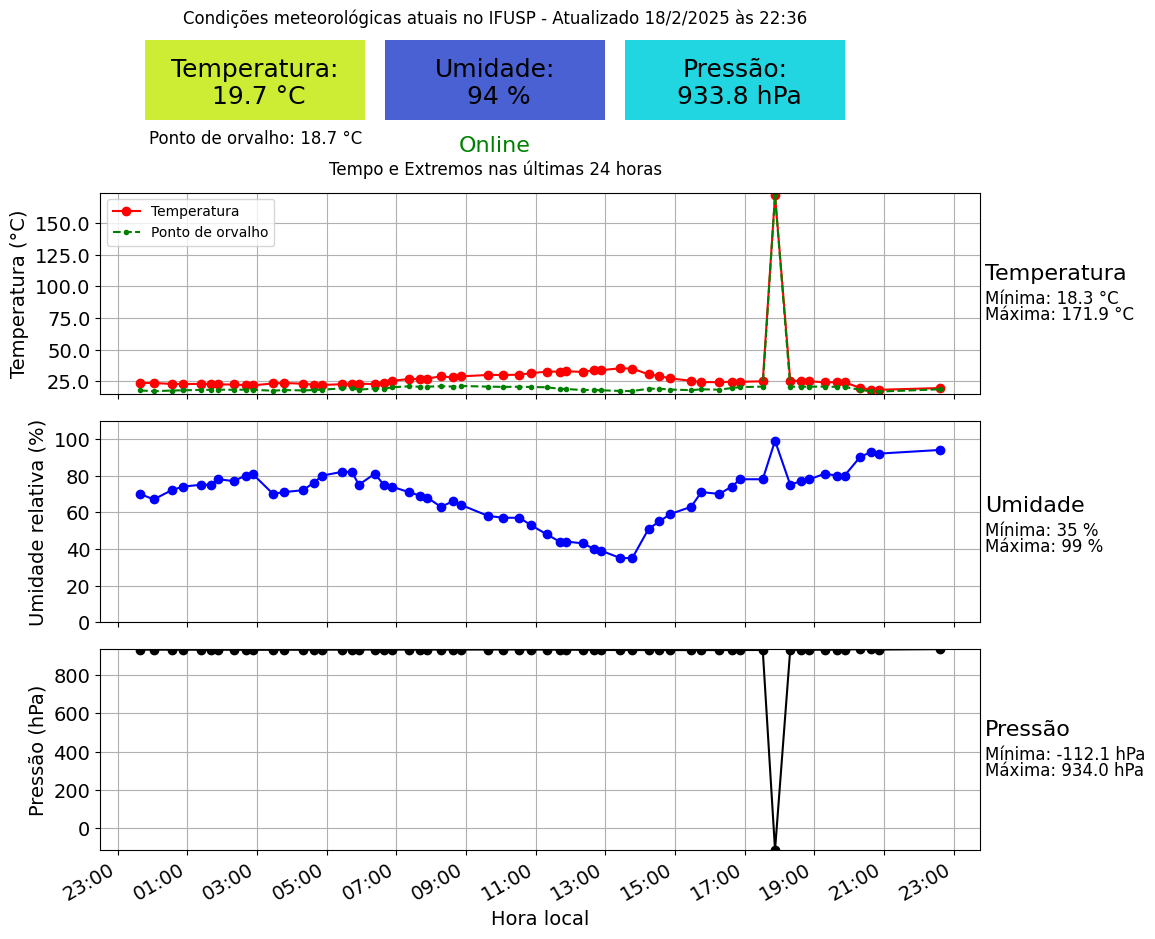 Condições meteorológicas atuais no IFUSP - Atualizado 18/2/2025 às 22:36
Temperatura:
19.7 °C
Umidade:
94 %
Pressão:
933.8 hPa
Ponto de orvalho: 18.7 °C
Online
Tempo e Extremos nas últimas 24 horas
Temperatura (°C)
150.0
125.0
100.0
75.0
50.0
25.0
Temperatura
Ponto de orvalho
Temperatura
Mínima: 18.3 °C
Máxima: 171.9 °C
Umidade relativa (%)
100
80
60
40
20
0
Umidade
Mínima: 35 %
Máxima: 99 %
Pressão (hPa)
800
600
400
200
0
Pressão
Mínima: -112.1 hPa
Máxima: 934.0 hPa
23:00 01:00 03:00 05:00 07:00 09:00 11:00 13:00 15:00 17:00 19:00 21:00 23:00
Hora local